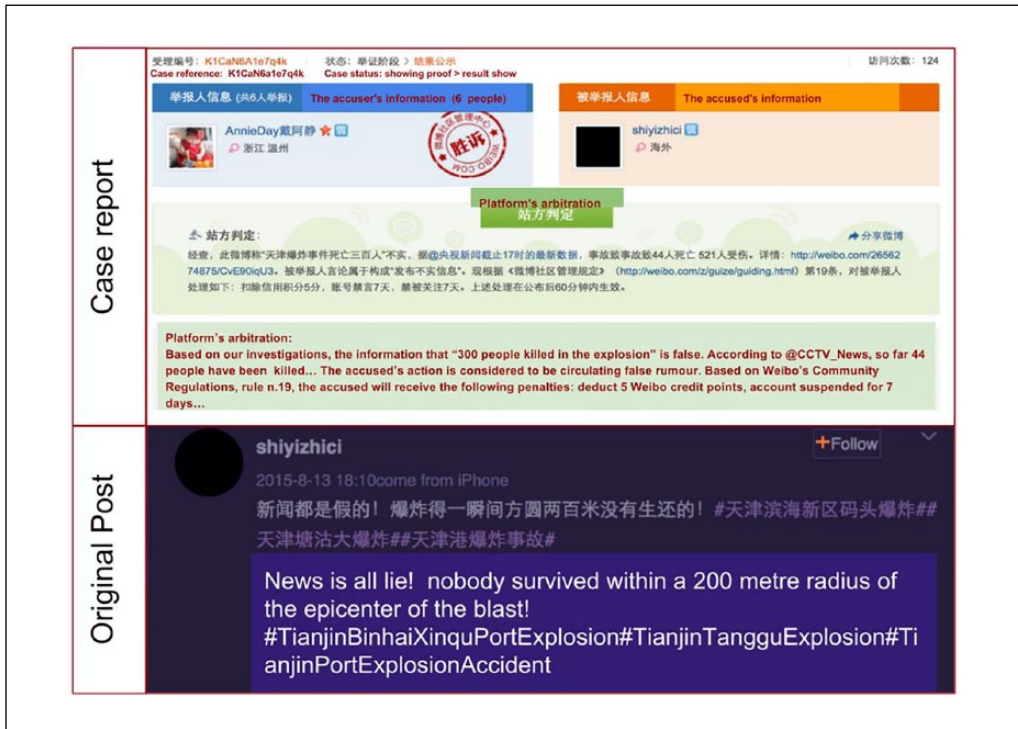 Case report
受理编号：K1CaN6A1e7q4k 状态：举证阶段 > 结果公示 访问次数：124
Case reference: K1CaN6a1e7q4k Case status: showing proof > result show
举报人信息 (共6人举报) The accuser's information (6 people)
被举报人信息 The accused's information
AnnieDay戴阿静
浙江 温州
微博社区管理中心
胜诉
WEIBO.COM
shiyizhici
海外
Platform's arbitration
站方判定
站方判定：
分享微博
经查，此微博称“天津爆炸事件死亡三百人”不实，据@央视新闻截止17时的最新数据，事故致事故致44人死亡 521人受伤。详情：http://weibo.com/26562
74875/CvE90iqU3。被举报人言论属于构成“发布不实信息”。现根据《微博社区管理规定》（http://weibo.com/z/guize/guiding.html）第19条，对被举报人
处理如下：扣除信用积分5分，账号禁言7天，禁被关注7天。上述处理在公布后60分钟内生效。
Platform's arbitration:
Based on our investigations, the information that “300 people killed in the explosion” is false. According to @CCTV_News, so far 44
people have been killed... The accused's action is considered to be circulating false rumour. Based on Weibo's Community
Regulations, rule n.19, the accused will receive the following penalties: deduct 5 Weibo credit points, account suspended for 7
days...
Original Post
shiyizhici
+Follow
2015-8-13 18:10come from iPhone
新闻都是假的！爆炸得一瞬间方圆两百米没有生还的！#天津滨海新区码头爆炸##
天津塘沽大爆炸##天津港爆炸事故#
News is all lie! nobody survived within a 200 metre radius of
the epicenter of the blast!
#TianjinBinhaiXinquPortExplosion#TianjinTangguExplosion#Ti
anjinPortExplosionAccident